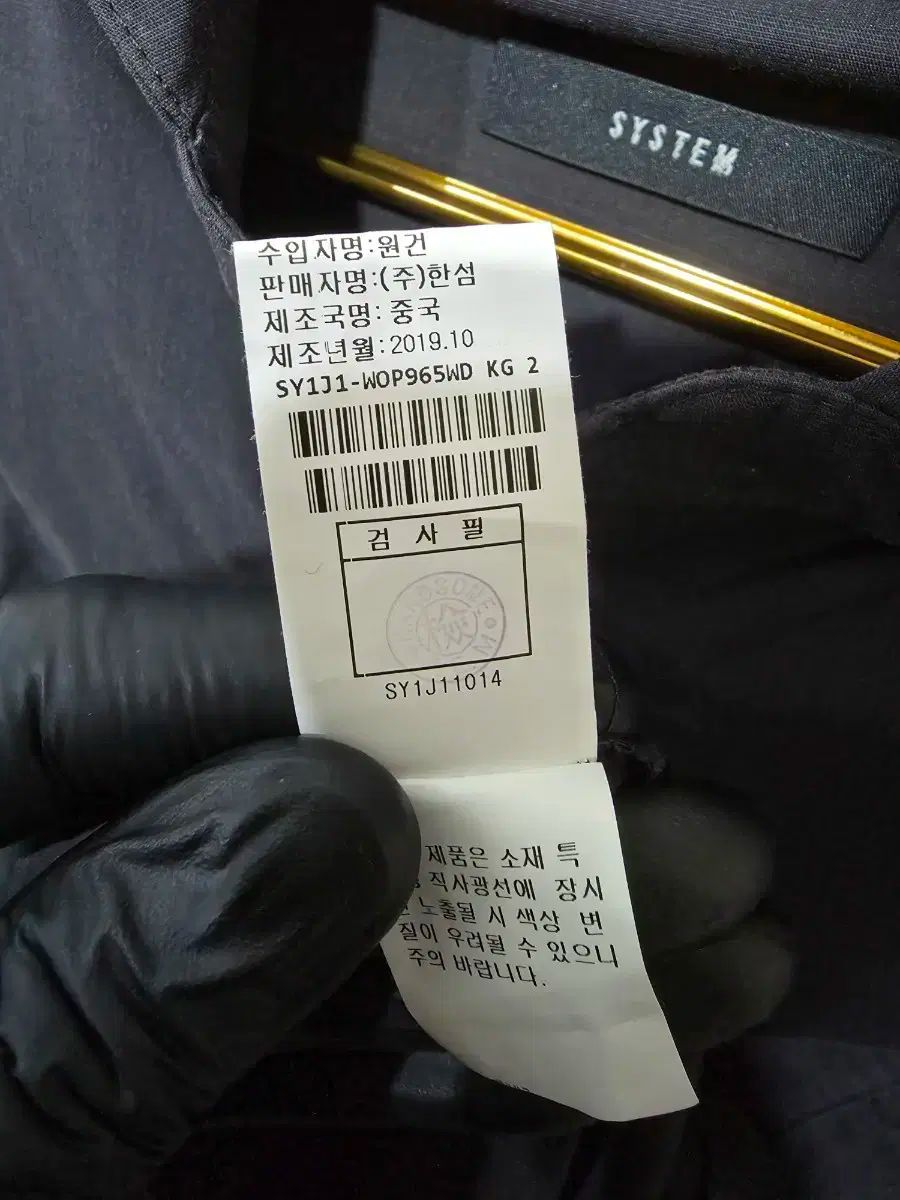 SYSTEM
수입자명:원건
판매자명:(주)한섬
제조국명:중국
제조년월:2019.10
SY1J1-WOP965WD KG 2
검 사 필
HANDSOME
檢
SY1J11014
제품은 소재 특
직사광선에 장시
노출될 시 색상 변
질이 우려될 수 있으니
주의 바랍니다.